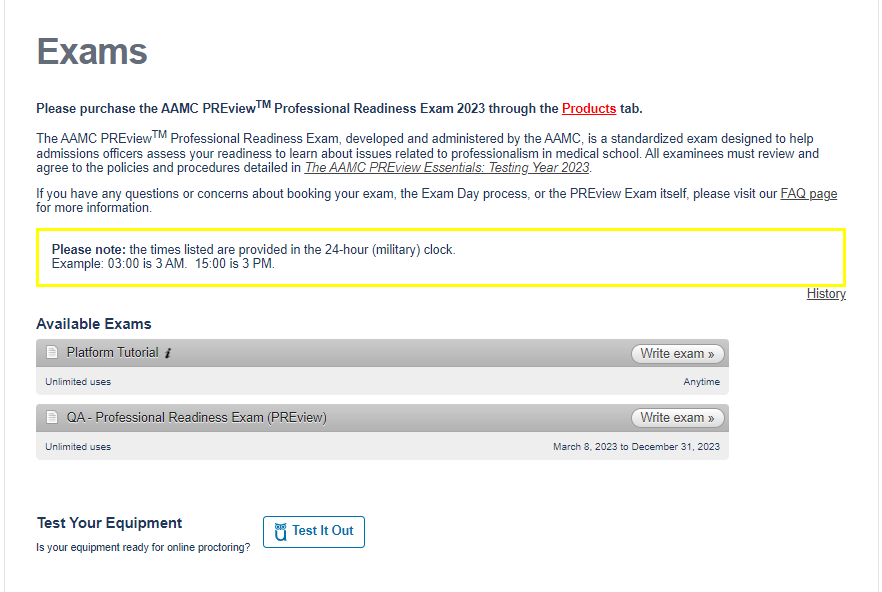 Exams
Please purchase the AAMC PREview™ Professional Readiness Exam 2023 through the Products tab.
The AAMC PREview™ Professional Readiness Exam, developed and administered by the AAMC, is a standardized exam designed to help
admissions officers assess your readiness to learn about issues related to professionalism in medical school. All examinees must review and
agree to the policies and procedures detailed in The AAMC PREview Essentials: Testing Year 2023.
If you have any questions or concerns about booking your exam, the Exam Day process, or the PREview Exam itself, please visit our FAQ page
for more information.
Please note: the times listed are provided in the 24-hour (military) clock.
Example: 03:00 is 3 AM.  15:00 is 3 PM.
History
Available Exams
Platform Tutorial i Write exam »
Unlimited uses Anytime
QA - Professional Readiness Exam (PREview) Write exam »
Unlimited uses March 8, 2023 to December 31, 2023
Test Your Equipment
Is your equipment ready for online proctoring?
Test It Out